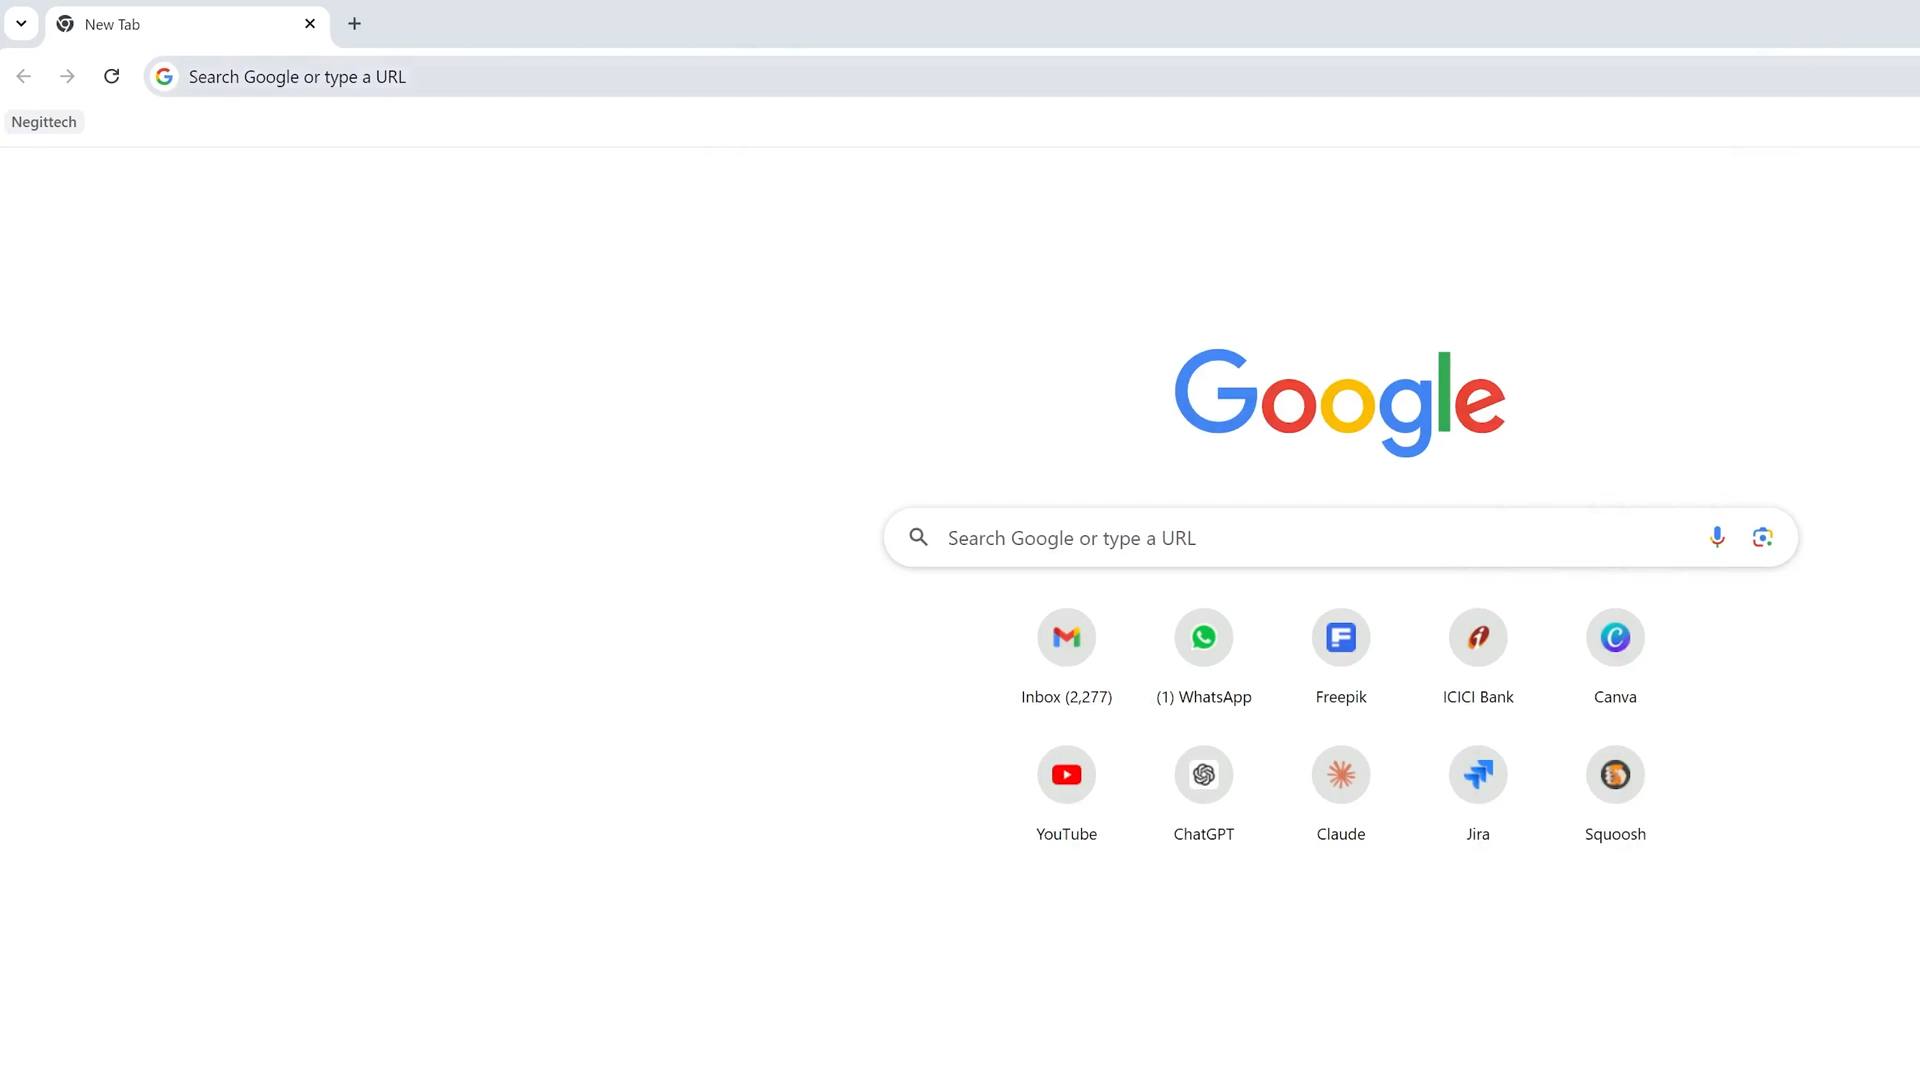 New Tab
Search Google or type a URL
Negittech
Google
Search Google or type a URL
Inbox (2,277)
(1) WhatsApp
Freepik
ICICI Bank
Canva
YouTube
ChatGPT
Claude
Jira
Squoosh